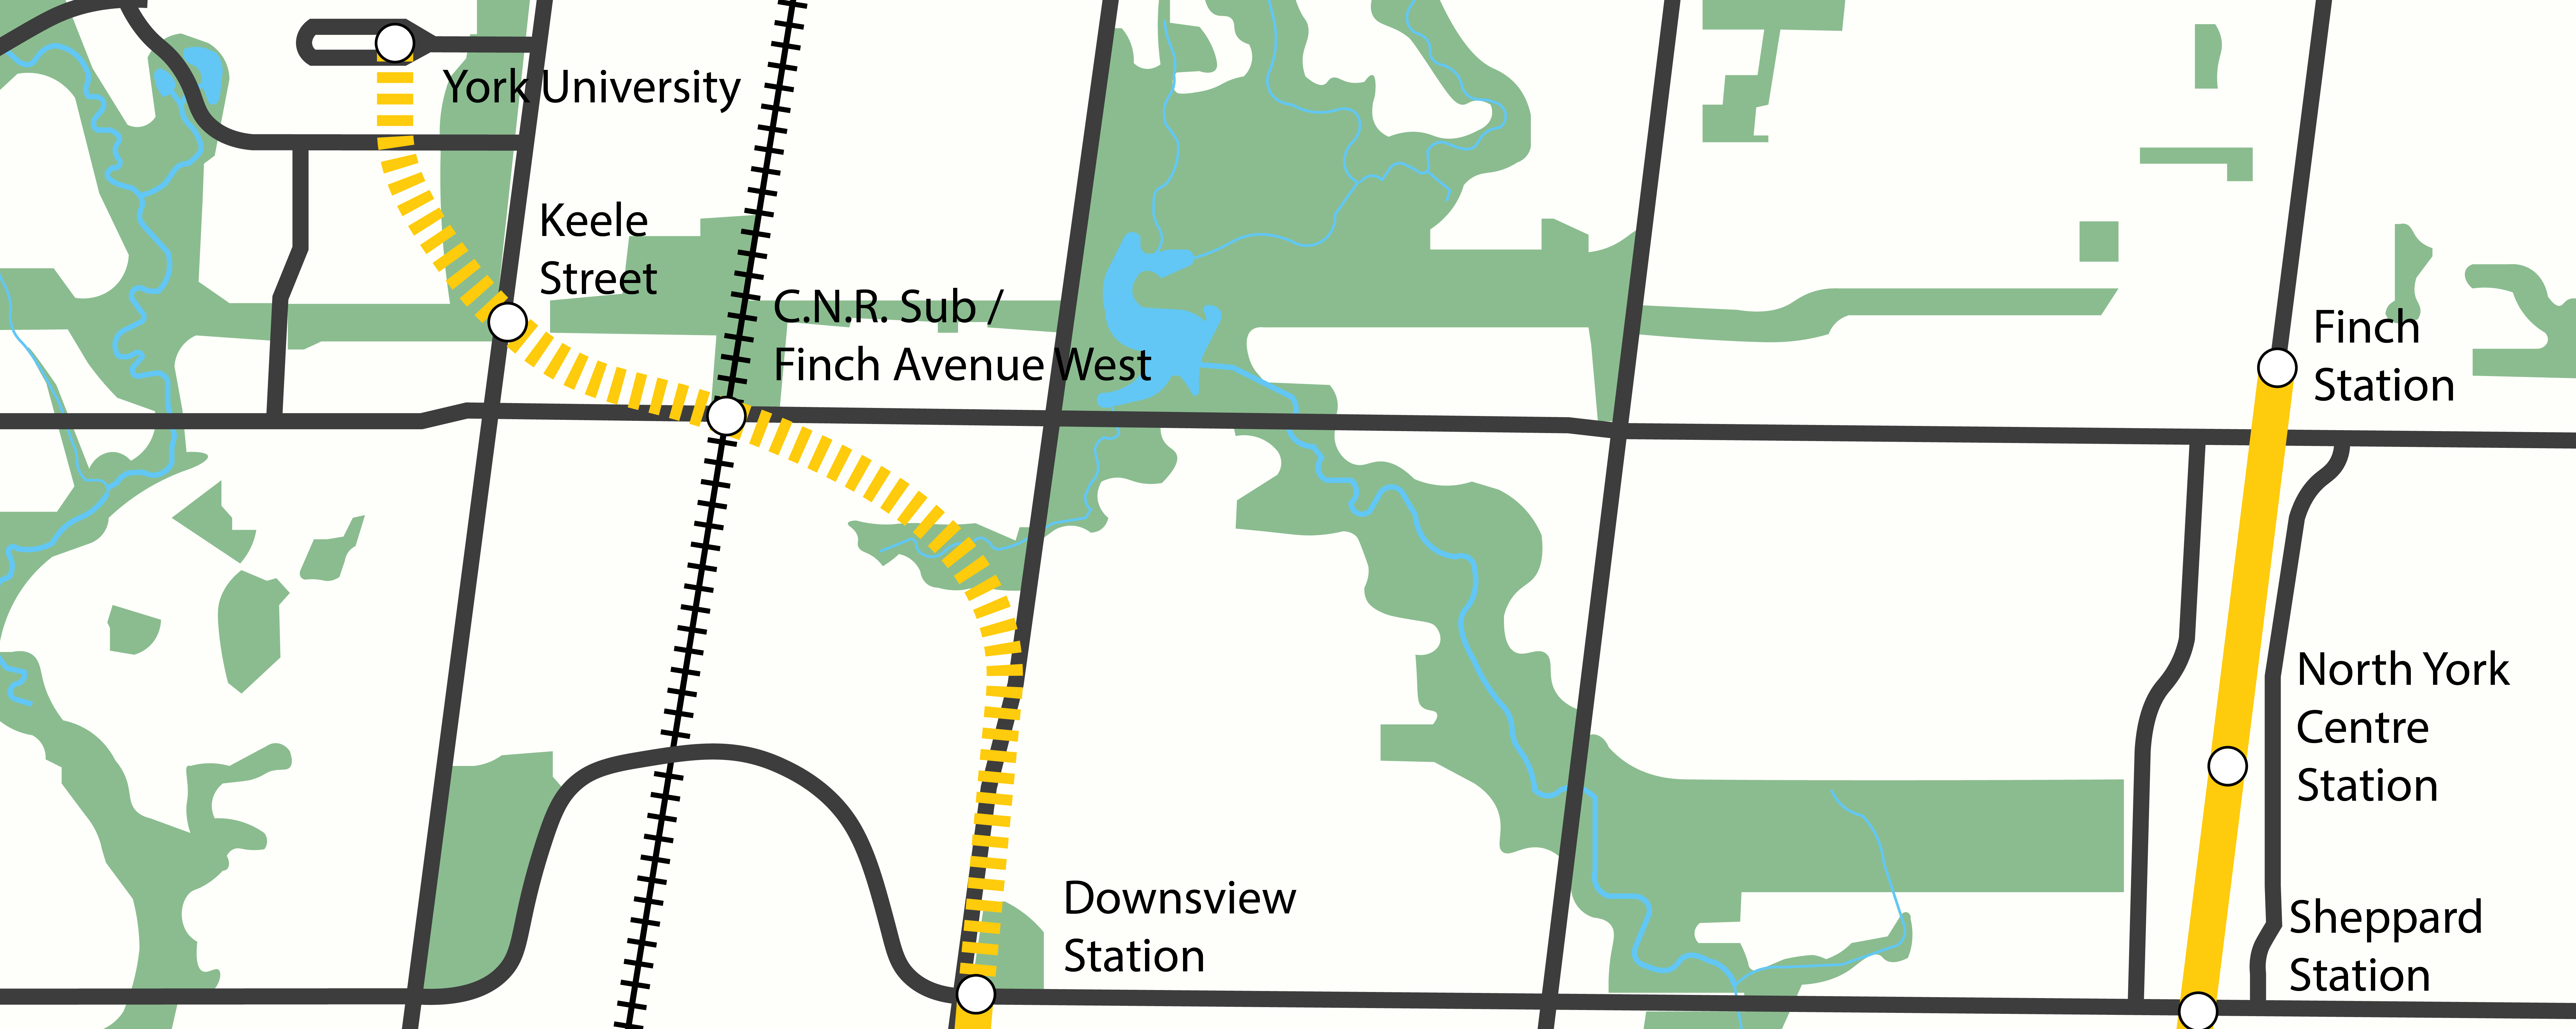 York University
Keele
Street
C.N.R. Sub /
Finch Avenue West
Finch
Station
North York
Centre
Station
Downsview
Station
Sheppard
Station